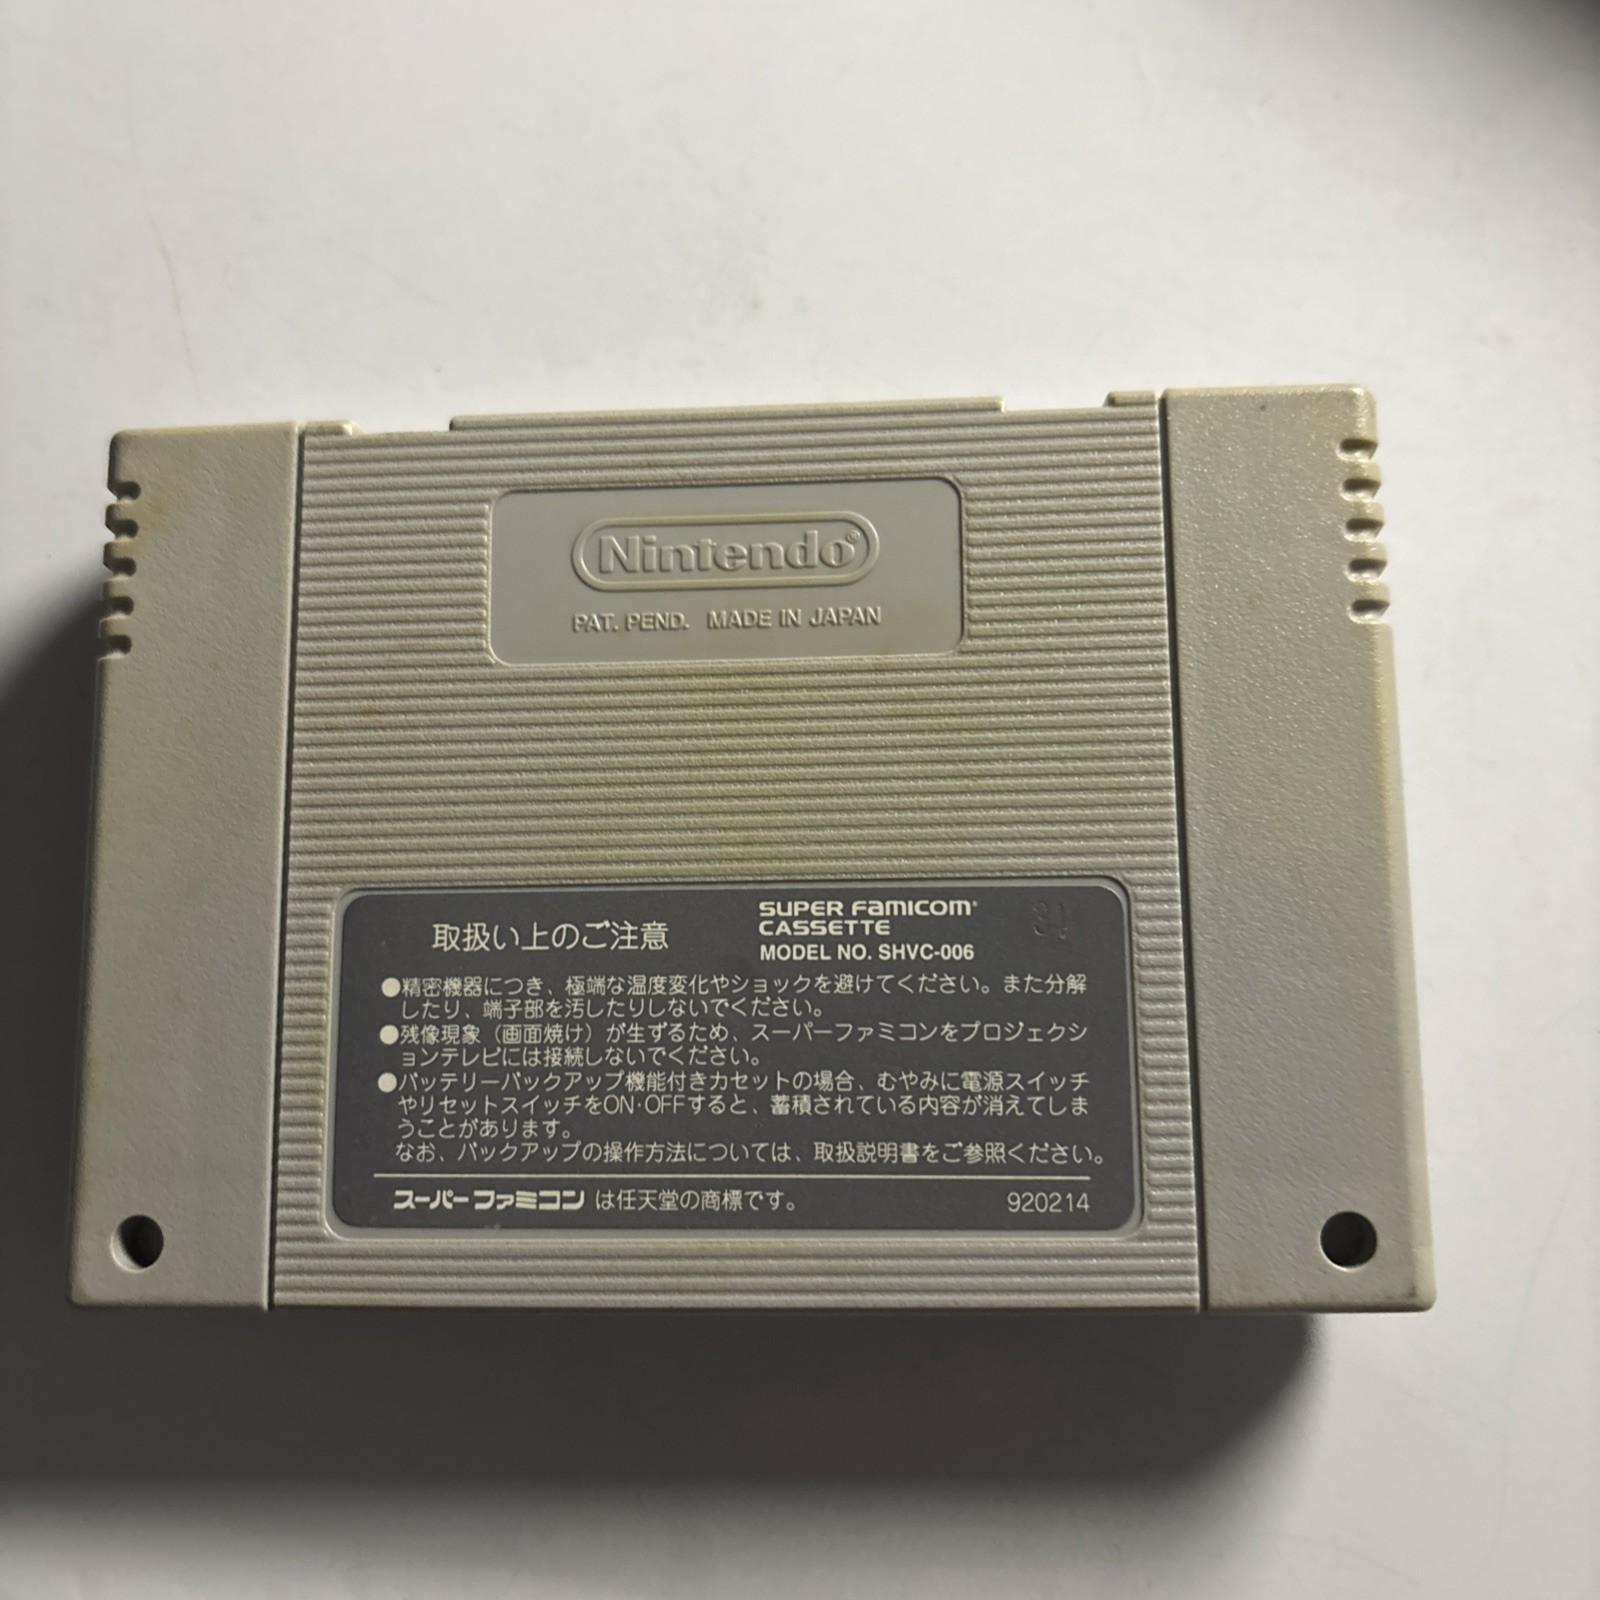 Nintendo®
PAT. PEND. MADE IN JAPAN
取扱い上のご注意
SUPER FAMICOM®
CASSETTE
MODEL NO. SHVC-006
●精密機器につき、極端な温度変化やショックを避けてください。また分解
したり、端子部を汚したりしないでください。
●残像現象（画面焼け）が生ずるため、スーパーファミコンをプロジェクシ
ョンテレビには接続しないでください。
●バッテリーバックアップ機能付きカセットの場合、むやみに電源スイッチ
やリセットスイッチをON·OFFすると、蓄積されている内容が消えてしま
うことがあります。
なお、バックアップの操作方法については、取扱説明書をご参照ください。
スーパーファミコン は任天堂の商標です。
920214